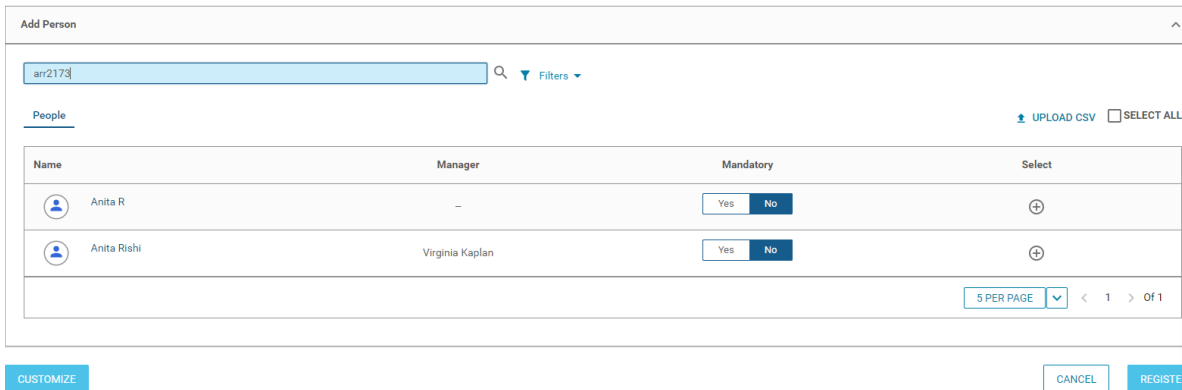 Add Person
arr2173
Filters
People
UPLOAD CSV SELECT ALL
Name Manager Mandatory Select
Anita R – Yes No
Anita Rishi Virginia Kaplan Yes No
5 PER PAGE 1 Of 1
CUSTOMIZE CANCEL REGISTE